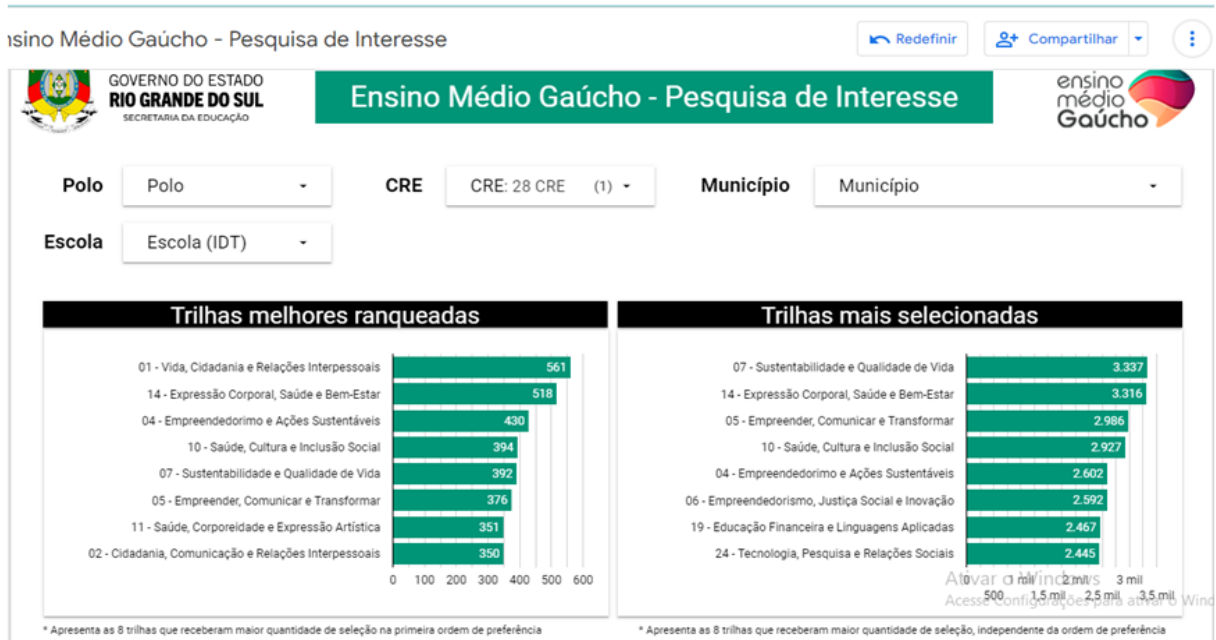 nsino Médio Gaúcho - Pesquisa de Interesse
Redefinir
Compartilhar
GOVERNO DO ESTADO
RIO GRANDE DO SUL
SECRETARIA DA EDUCAÇÃO
Ensino Médio Gaúcho - Pesquisa de Interesse
ensino
médio
Gaúcho
Polo
Polo
CRE
CRE: 28 CRE (1)
Município
Município
Escola
Escola (IDT)
Trilhas melhores ranqueadas
01 - Vida, Cidadania e Relações Interpessoais 561
14 - Expressão Corporal, Saúde e Bem-Estar 518
04 - Empreendedorimo e Ações Sustentáveis 430
10 - Saúde, Cultura e Inclusão Social 394
07 - Sustentabilidade e Qualidade de Vida 392
05 - Empreender, Comunicar e Transformar 376
11 - Saúde, Corporeidade e Expressão Artística 351
02 - Cidadania, Comunicação e Relações Interpessoais 350
0 100 200 300 400 500 600
* Apresenta as 8 trilhas que receberam maior quantidade de seleção na primeira ordem de preferência
Trilhas mais selecionadas
07 - Sustentabilidade e Qualidade de Vida 3.337
14 - Expressão Corporal, Saúde e Bem-Estar 3.316
05 - Empreender, Comunicar e Transformar 2.986
10 - Saúde, Cultura e Inclusão Social 2.927
04 - Empreendedorimo e Ações Sustentáveis 2.602
06 - Empreendedorismo, Justiça Social e Inovação 2.592
19 - Educação Financeira e Linguagens Aplicadas 2.467
24 - Tecnologia, Pesquisa e Relações Sociais 2.445
0 1 mil 2 mil 3 mil
500 1,5 mil 2,5 mil 3,5 mil
Ativar o Windows
Acesse Configurações para ativar o Wind
* Apresenta as 8 trilhas que receberam maior quantidade de seleção, independente da ordem de preferência